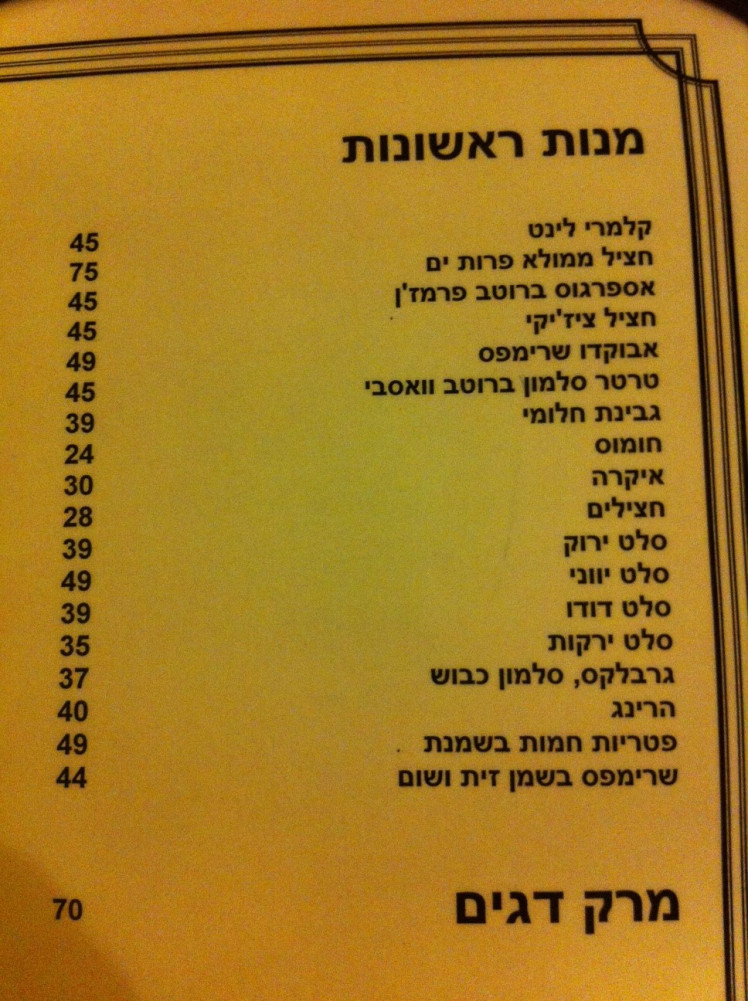 מנות ראשונות
קלמרי לינט 45
חציל ממולא פרות ים 75
אספרגוס ברוטב פרמז'ן 45
חציל ציז'יקי 45
אבוקדו שרימפס 49
טרטר סלמון ברוטב וואסבי 45
גבינת חלומי 39
חומוס 24
איקרה 30
חצילים 28
סלט ירוק 39
סלט יווני 49
סלט דודו 39
סלט ירקות 35
גרבלקס, סלמון כבוש 37
הרינג 40
פטריות חמות בשמנת 49
שרימפס בשמן זית ושום 44
מרק דגים 70